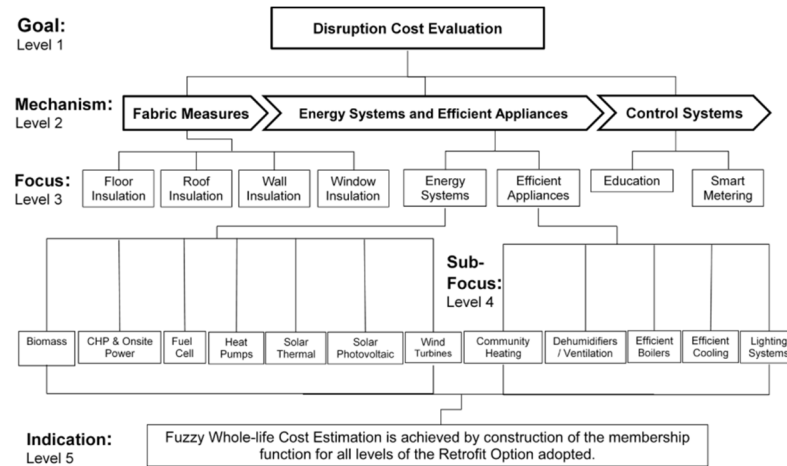 Goal:
Level 1
Disruption Cost Evaluation
Mechanism:
Level 2
Fabric Measures
Energy Systems and Efficient Appliances
Control Systems
Focus:
Level 3
Floor
Insulation
Roof
Insulation
Wall
Insulation
Window
Insulation
Energy
Systems
Efficient
Appliances
Education
Smart
Metering
Sub-
Focus:
Level 4
Biomass
CHP & Onsite
Power
Fuel
Cell
Heat
Pumps
Solar
Thermal
Solar
Photovoltaic
Wind
Turbines
Community
Heating
Dehumidifiers
/ Ventilation
Efficient
Boilers
Efficient
Cooling
Lighting
Systems
Indication:
Level 5
Fuzzy Whole-life Cost Estimation is achieved by construction of the membership
function for all levels of the Retrofit Option adopted.